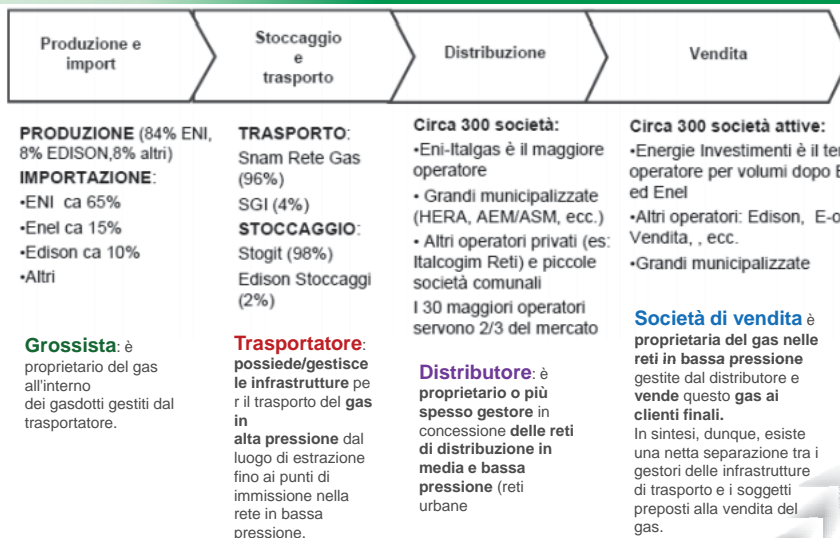 Produzione e
import
Stoccaggio
e
trasporto
Distribuzione
Vendita
PRODUZIONE (84% ENI,
8% EDISON,8% altri)
IMPORTAZIONE:
•ENI ca 65%
•Enel ca 15%
•Edison ca 10%
•Altri
Grossista: è
proprietario del gas
all'interno
dei gasdotti gestiti dal
trasportatore.
TRASPORTO:
Snam Rete Gas
(96%)
SGI (4%)
STOCCAGGIO:
Stogit (98%)
Edison Stoccaggi
(2%)
Trasportatore:
possiede/gestisce
le infrastrutture pe
r il trasporto del gas
in
alta pressione dal
luogo di estrazione
fino ai punti di
immissione nella
rete in bassa
pressione.
Circa 300 società:
•Eni-Italgas è il maggiore
operatore
• Grandi municipalizzate
(HERA, AEM/ASM, ecc.)
• Altri operatori privati (es:
Italcogim Reti) e piccole
società comunali
I 30 maggiori operatori
servono 2/3 del mercato
Distributore: è
proprietario o più
spesso gestore in
concessione delle reti
di distribuzione in
media e bassa
pressione (reti
urbane
Circa 300 società attive:
•Energie Investimenti è il
operatore per volumi dopo
ed Enel
•Altri operatori: Edison,
Vendita, , ecc.
•Grandi municipalizzate
Società di vendita è
proprietaria del gas nelle
reti in bassa pressione
gestite dal distributore e
vende questo gas ai
clienti finali.
In sintesi, dunque, esiste
una netta separazione tra i
gestori delle infrastrutture
di trasporto e i soggetti
preposti alla vendita del
gas.